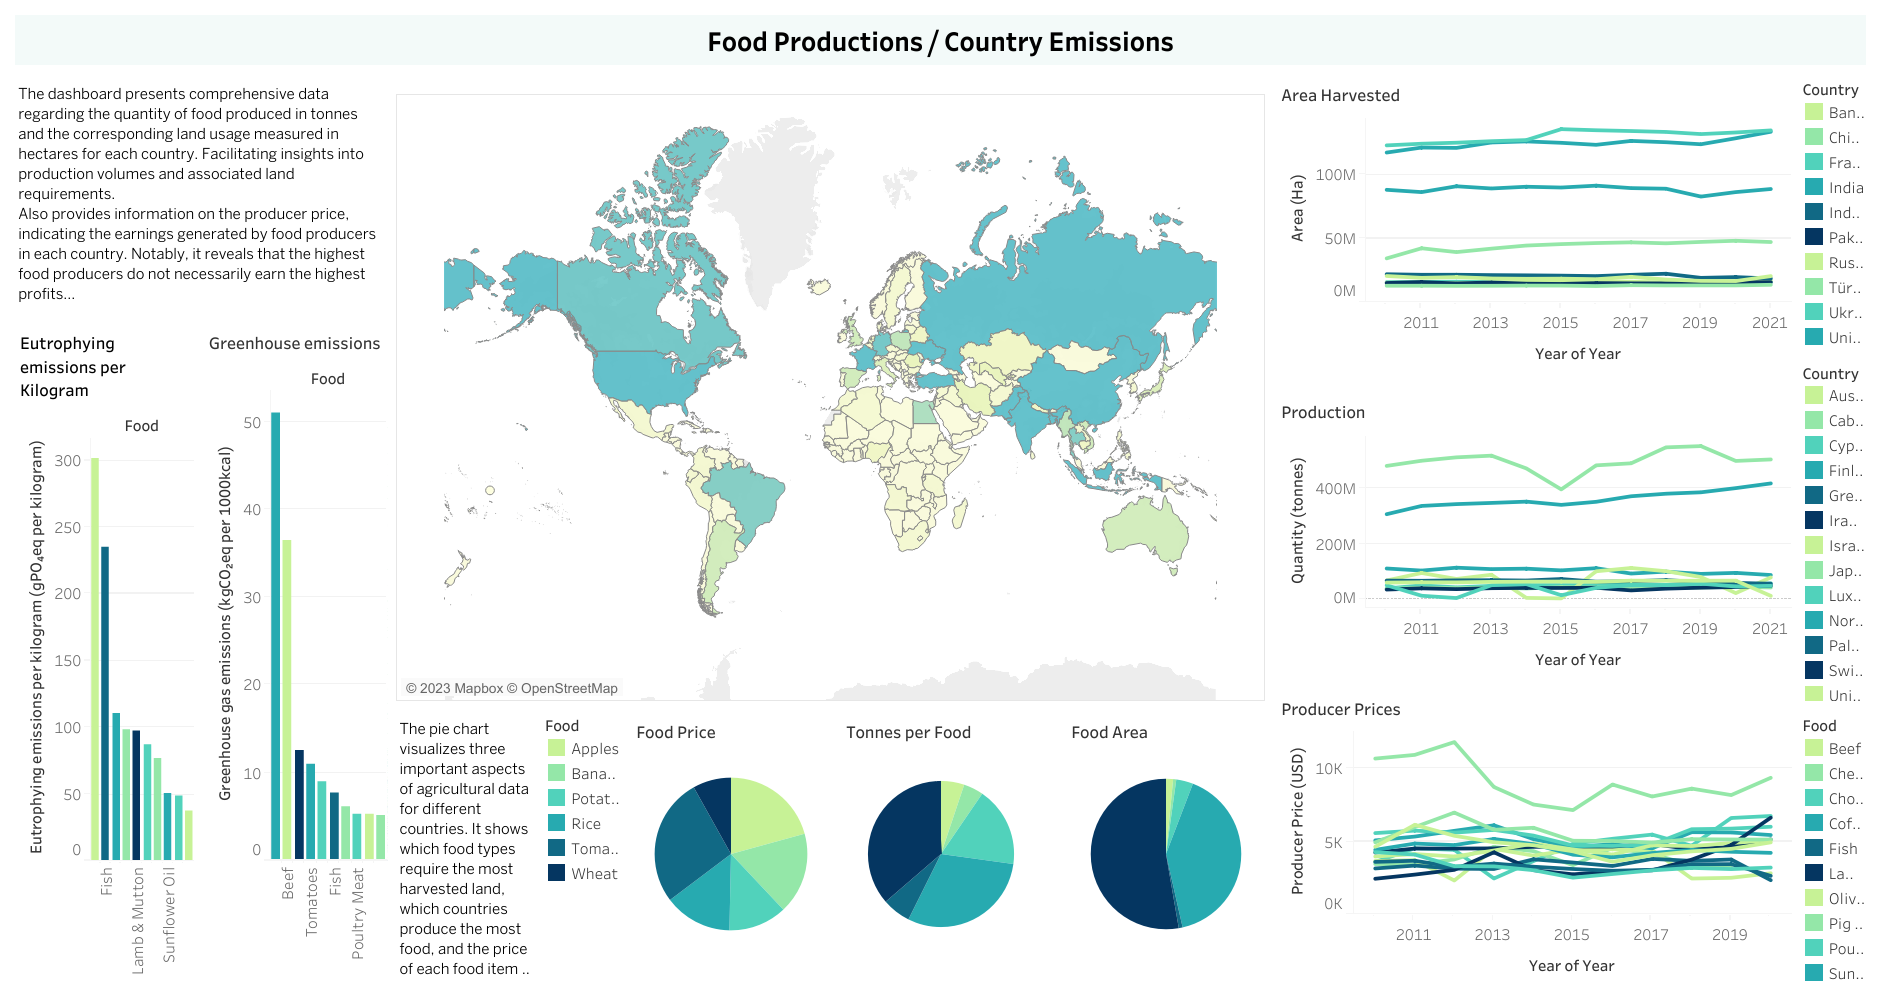 Food Productions / Country Emissions
The dashboard presents comprehensive data
regarding the quantity of food produced in tonnes
and the corresponding land usage measured in
hectares for each country. Facilitating insights into
production volumes and associated land
requirements.
Also provides information on the producer price,
indicating the earnings generated by food producers
in each country. Notably, it reveals that the highest
food producers do not necessarily earn the highest
profits...
Eutrophying
emissions per
Kilogram
Food
Eutrophying emissions per kilogram (gPO₄eq per kilogram)
300
250
200
150
100
50
0
Fish
Lamb & Mutton
Sunflower Oil
Greenhouse emissions
Food
Greenhouse gas emissions (kgCO₂eq per 1000kcal)
50
40
30
20
10
0
Beef
Tomatoes
Fish
Poultry Meat
© 2023 Mapbox © OpenStreetMap
The pie chart
visualizes three
important aspects
of agricultural data
for different
countries. It shows
which food types
require the most
harvested land,
which countries
produce the most
food, and the price
of each food item ..
Food
Apples
Bana..
Potat..
Rice
Toma..
Wheat
Food Price
Tonnes per Food
Food Area
Area Harvested
Area (Ha)
100M
50M
0M
2011 2013 2015 2017 2019 2021
Year of Year
Production
Quantity (tonnes)
400M
200M
0M
2011 2013 2015 2017 2019 2021
Year of Year
Producer Prices
Producer Price (USD)
10K
5K
0K
2011 2013 2015 2017 2019
Year of Year
Country
Ban..
Chi..
Fra..
India
Ind..
Pak..
Rus..
Tür..
Ukr..
Uni..
Country
Aus..
Cab..
Cyp..
Finl..
Gre..
Ira..
Isra..
Jap..
Lux..
Nor..
Pal..
Swi..
Uni..
Food
Beef
Che..
Cho..
Cof..
Fish
La..
Oliv..
Pig ..
Pou..
Sun..